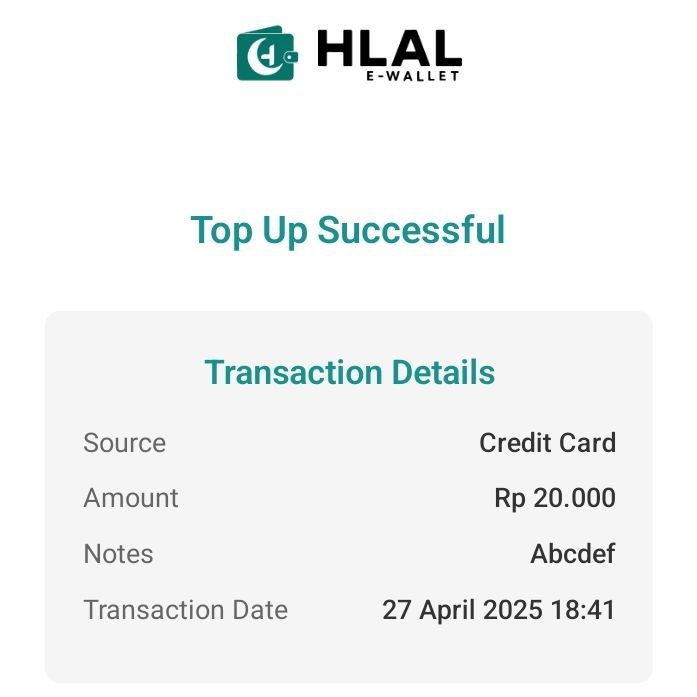 HLAL
E-WALLET
Top Up Successful
Transaction Details
Source Credit Card
Amount Rp 20.000
Notes Abcdef
Transaction Date 27 April 2025 18:41